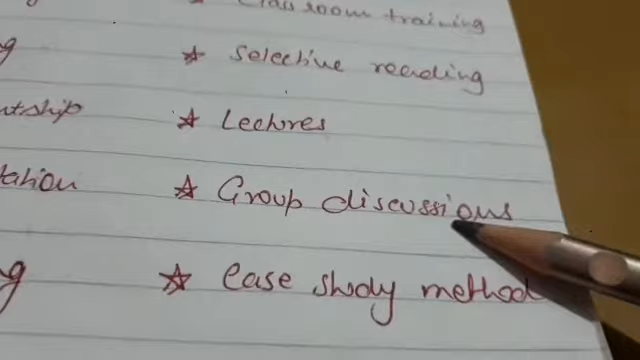 Classroom training
★ Selective reading
★ Lectures
★ Group discussions
★ Case study method